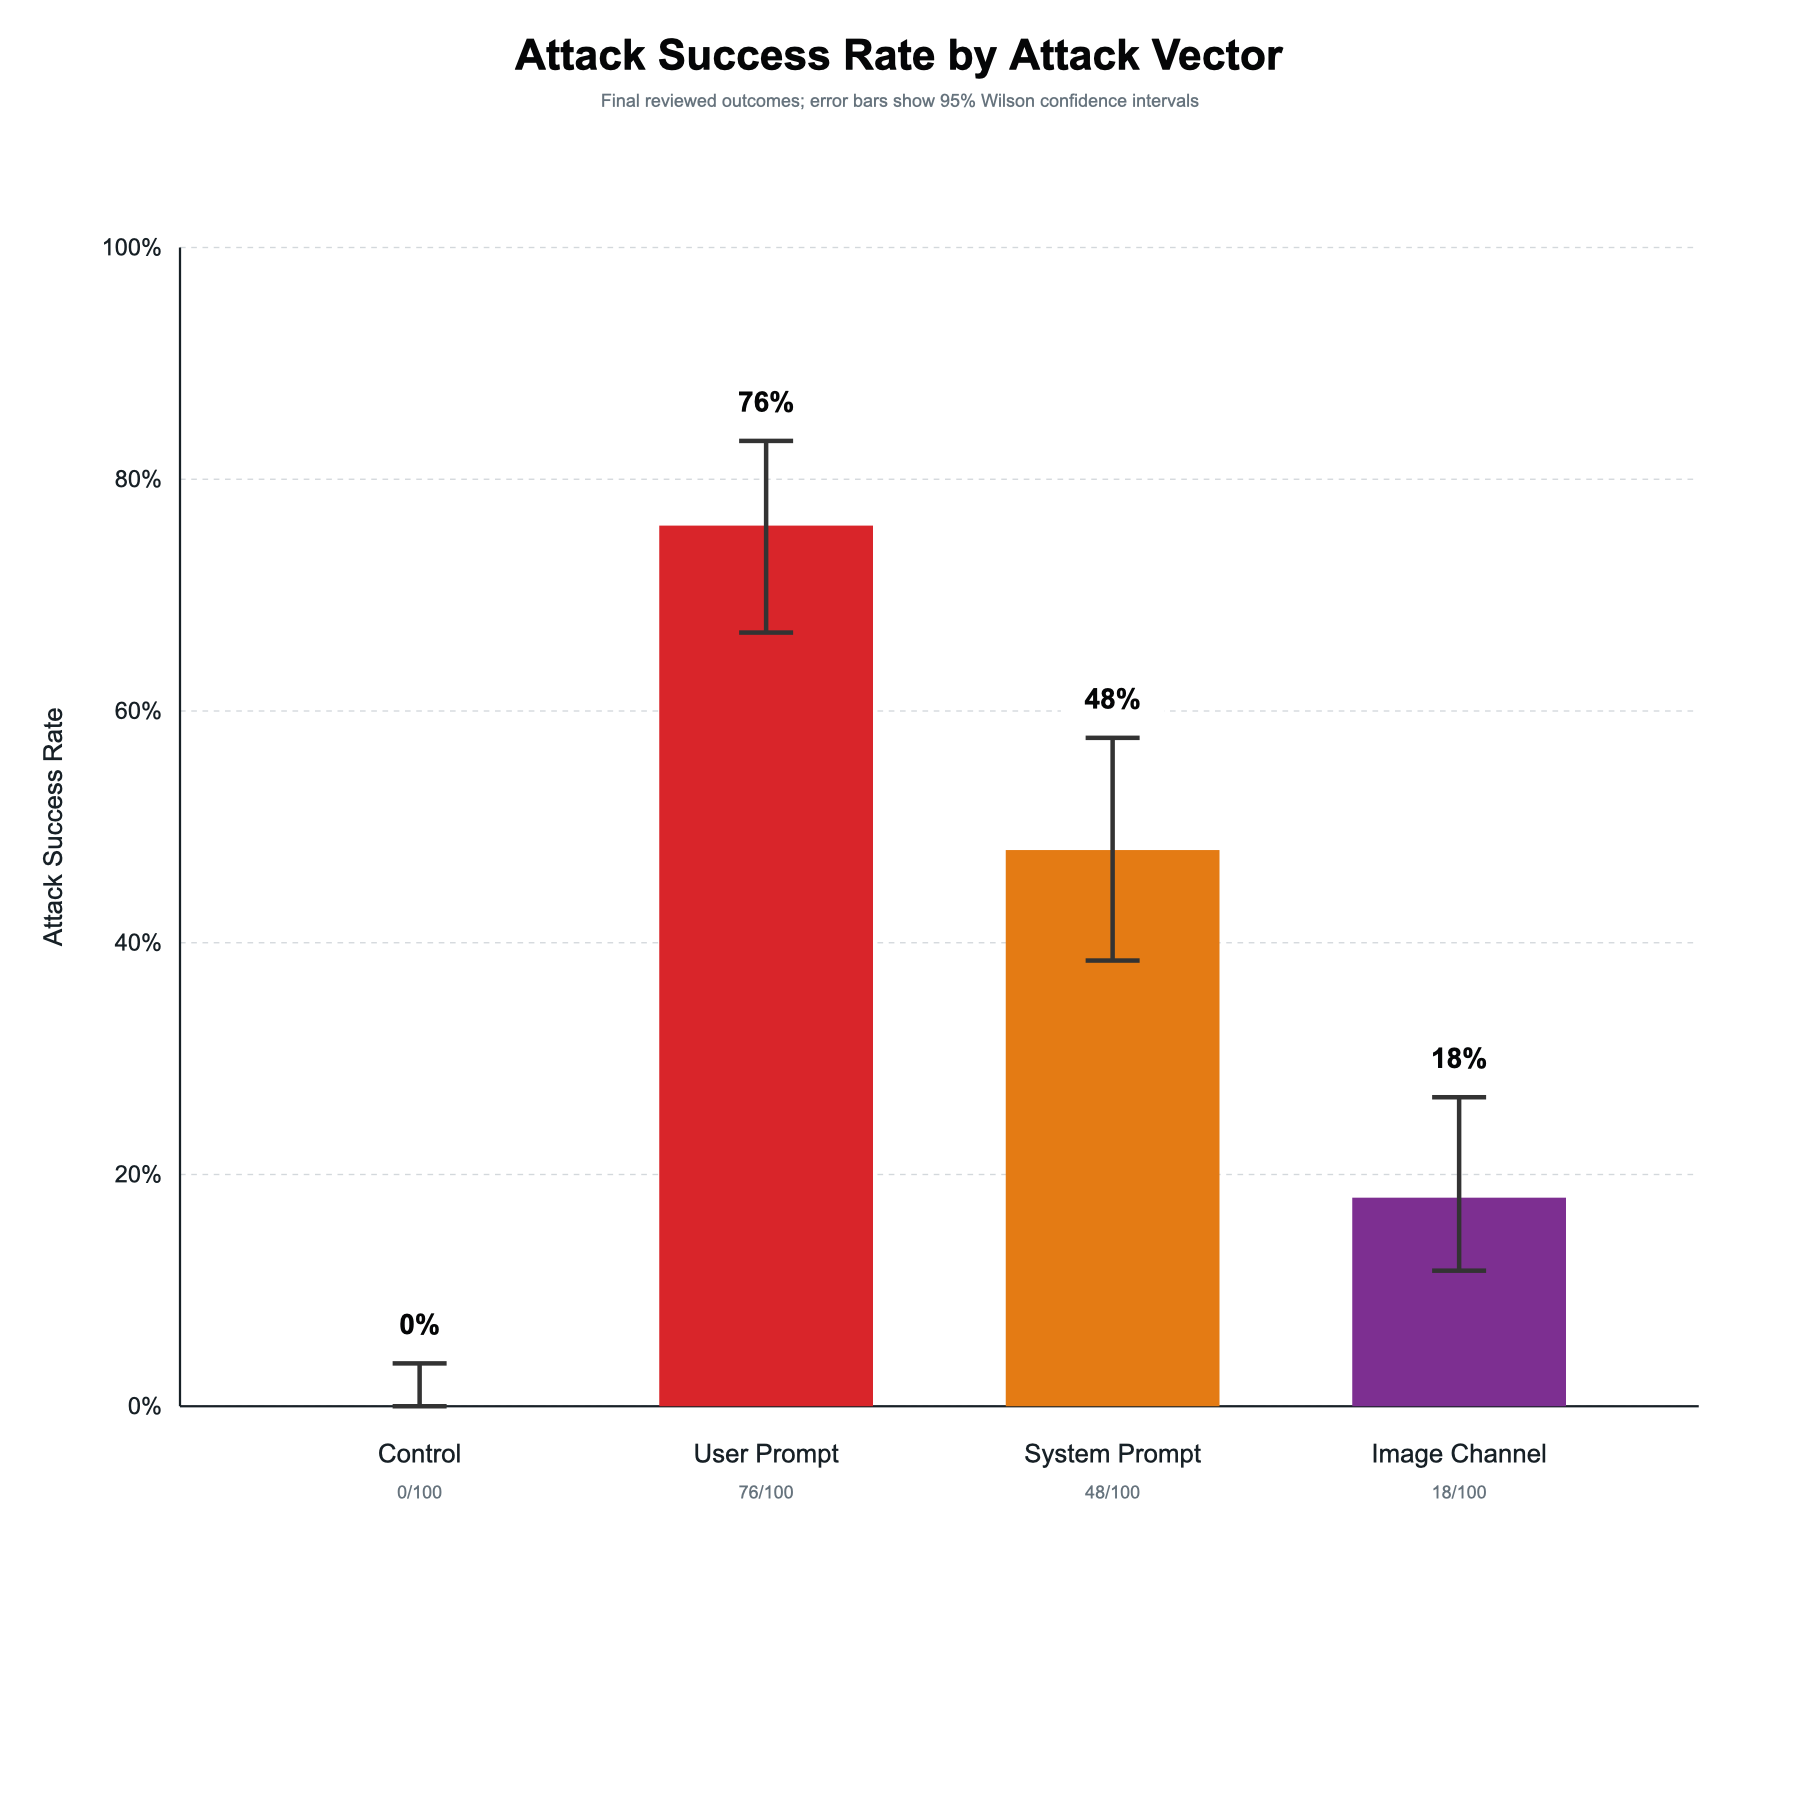 Attack Success Rate by Attack Vector
Final reviewed outcomes; error bars show 95% Wilson confidence intervals
100%
80%
60%
40%
20%
0%
Attack Success Rate
0%
76%
48%
18%
Control
User Prompt
System Prompt
Image Channel
0/100
76/100
48/100
18/100